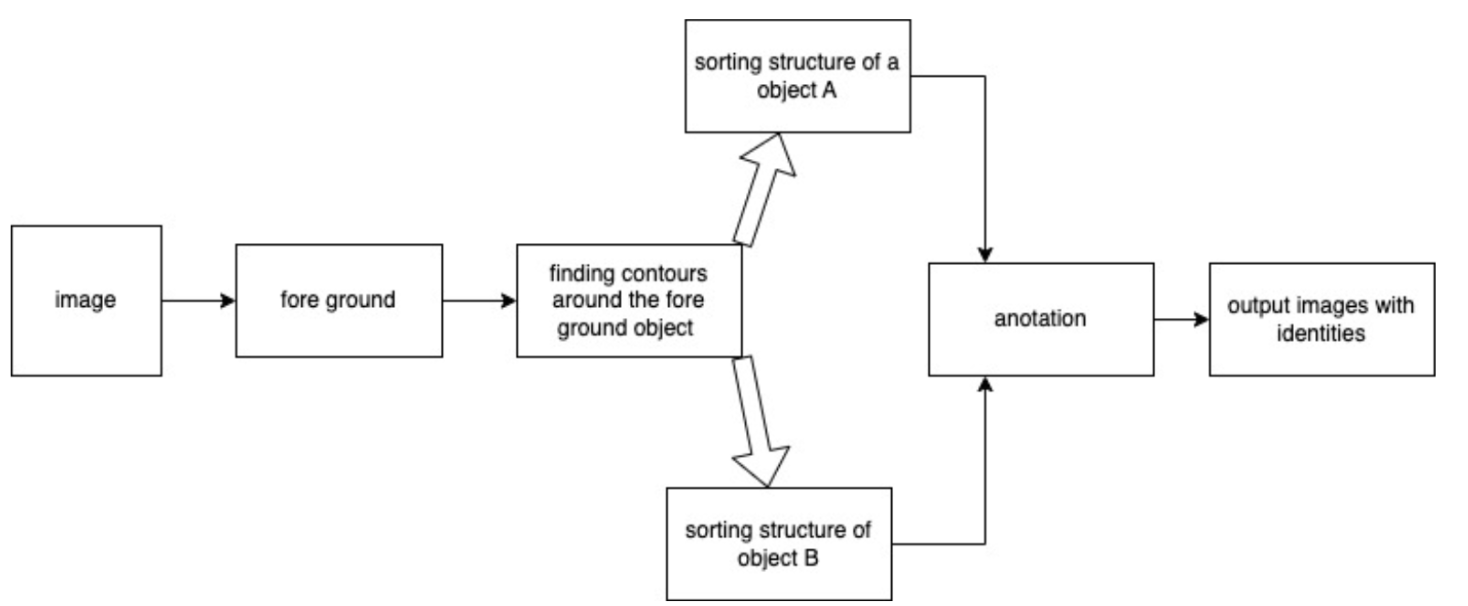 sorting structure of a
object A
image
fore ground
finding contours
around the fore
ground object
anotation
output images with
identities
sorting structure of
object B